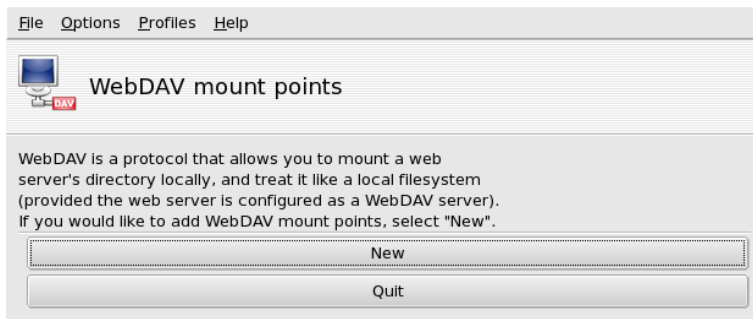 File Options Profiles Help
WebDAV mount points
DAV
WebDAV is a protocol that allows you to mount a web
server's directory locally, and treat it like a local filesystem
(provided the web server is configured as a WebDAV server).
If you would like to add WebDAV mount points, select "New".
New
Quit